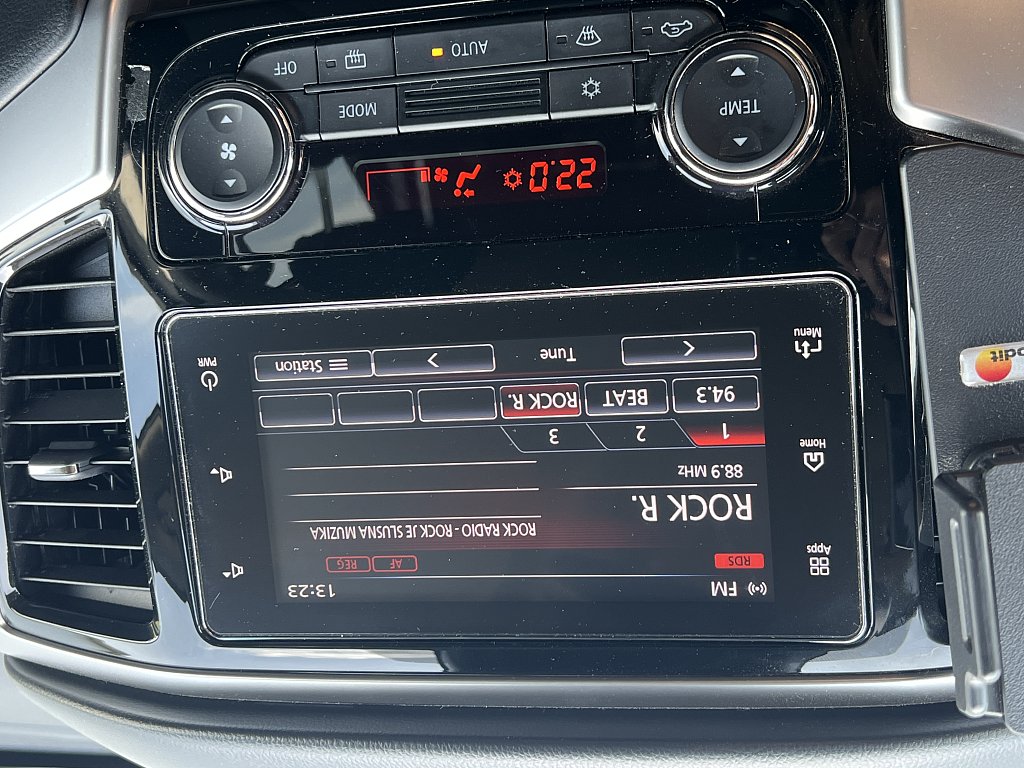 FM
13:23
RDS
AF
REG
ROCK R.
ROCK RADIO - ROCK JE SLUSNA MUZIKA
88.9 MHz
1
2
3
94.3
BEAT
ROCK R.
Tune
Station
Apps
Home
Menu
PWR
22.0
TEMP
MODE
AUTO
OFF